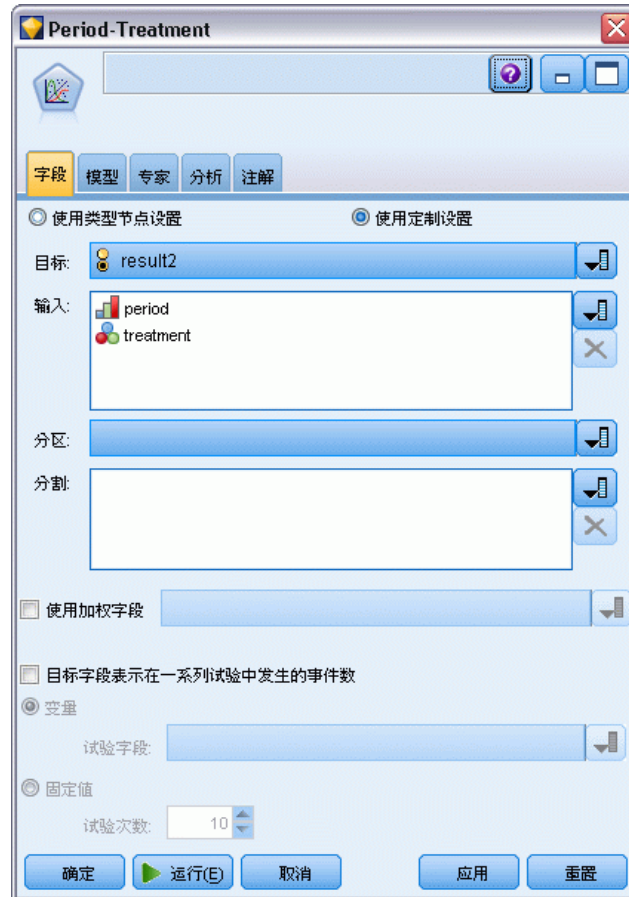 Period-Treatment
字段 模型 专家 分析 注解
使用类型节点设置 使用定制设置
目标: result2
输入: period
treatment
分区:
分割:
使用加权字段
目标字段表示在一系列试验中发生的事件数
变量
试验字段:
固定值
试验次数: 10
确定 运行(E) 取消 应用 重置